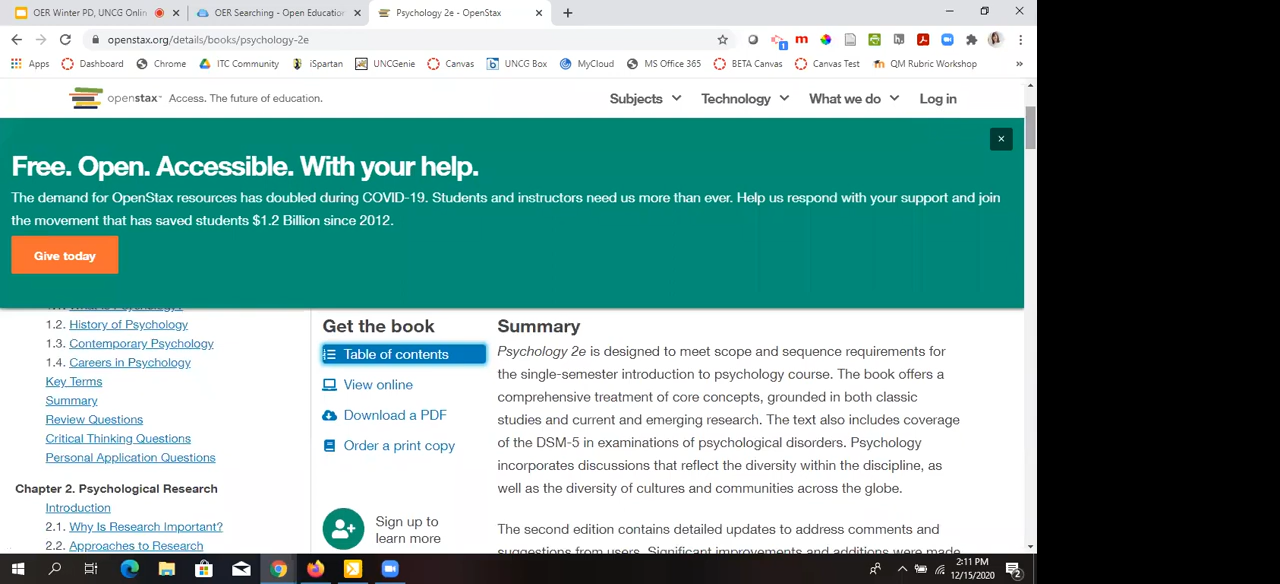 OER Winter PD, UNCG Onlin
OER Searching - Open Education
Psychology 2e - OpenStax
openstax.org/details/books/psychology-2e
Apps
Dashboard
Chrome
ITC Community
iSpartan
UNCGenie
Canvas
UNCG Box
MyCloud
MS Office 365
BETA Canvas
Canvas Test
QM Rubric Workshop
»
openstax™ Access. The future of education.
Subjects
Technology
What we do
Log in
Free. Open. Accessible. With your help.
The demand for OpenStax resources has doubled during COVID-19. Students and instructors need us more than ever. Help us respond with your support and join
the movement that has saved students $1.2 Billion since 2012.
Give today
1.2. History of Psychology
1.3. Contemporary Psychology
1.4. Careers in Psychology
Key Terms
Summary
Review Questions
Critical Thinking Questions
Personal Application Questions
Chapter 2. Psychological Research
Introduction
2.1. Why Is Research Important?
2.2. Approaches to Research
Get the book
Table of contents
View online
Download a PDF
Order a print copy
Sign up to
learn more
Summary
Psychology 2e is designed to meet scope and sequence requirements for
the single-semester introduction to psychology course. The book offers a
comprehensive treatment of core concepts, grounded in both classic
studies and current and emerging research. The text also includes coverage
of the DSM-5 in examinations of psychological disorders. Psychology
incorporates discussions that reflect the diversity within the discipline, as
well as the diversity of cultures and communities across the globe.
The second edition contains detailed updates to address comments and
suggestions from users. Significant improvements and additions were made
2:11 PM
12/15/2020
2